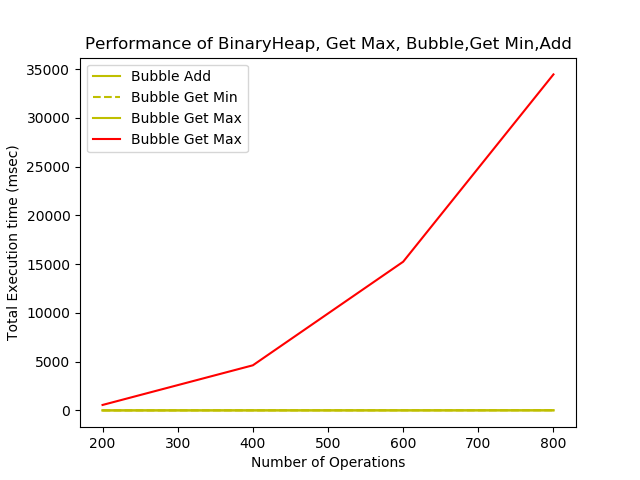 Performance of BinaryHeap, Get Max, Bubble,Get Min,Add
Bubble Add
Bubble Get Min
Bubble Get Max
Bubble Get Max
Total Execution time (msec)
35000
30000
25000
20000
15000
10000
5000
0
200 300 400 500 600 700 800
Number of Operations